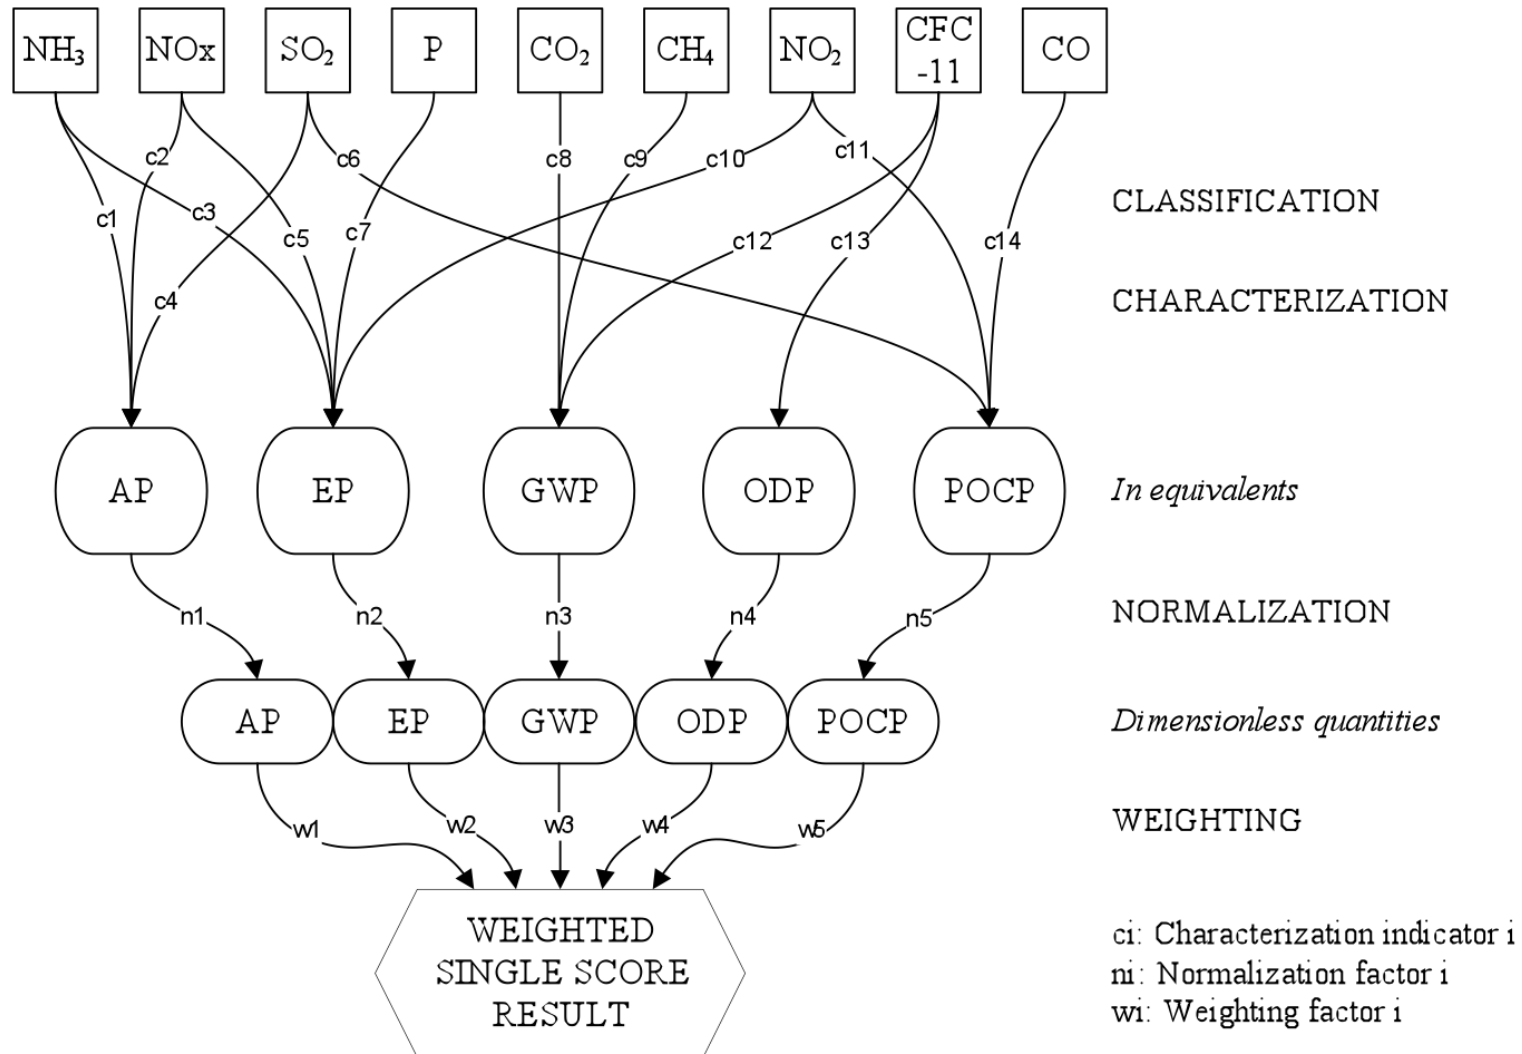 NH₃ NOx SO₂ P CO₂ CH₄ NO₂ CFC CO
-11
c2 c6 c8 c9 c10 c11
c1 c3 c5 c7 c12 c13 c14
c4
CLASSIFICATION
CHARACTERIZATION
AP EP GWP ODP POCP In equivalents
n1 n2 n3 n4 n5 NORMALIZATION
AP EP GWP ODP POCP Dimensionless quantities
w1 w2 w3 w4 w5 WEIGHTING
WEIGHTED
SINGLE SCORE
RESULT
ci: Characterization indicator i
ni: Normalization factor i
wi: Weighting factor i